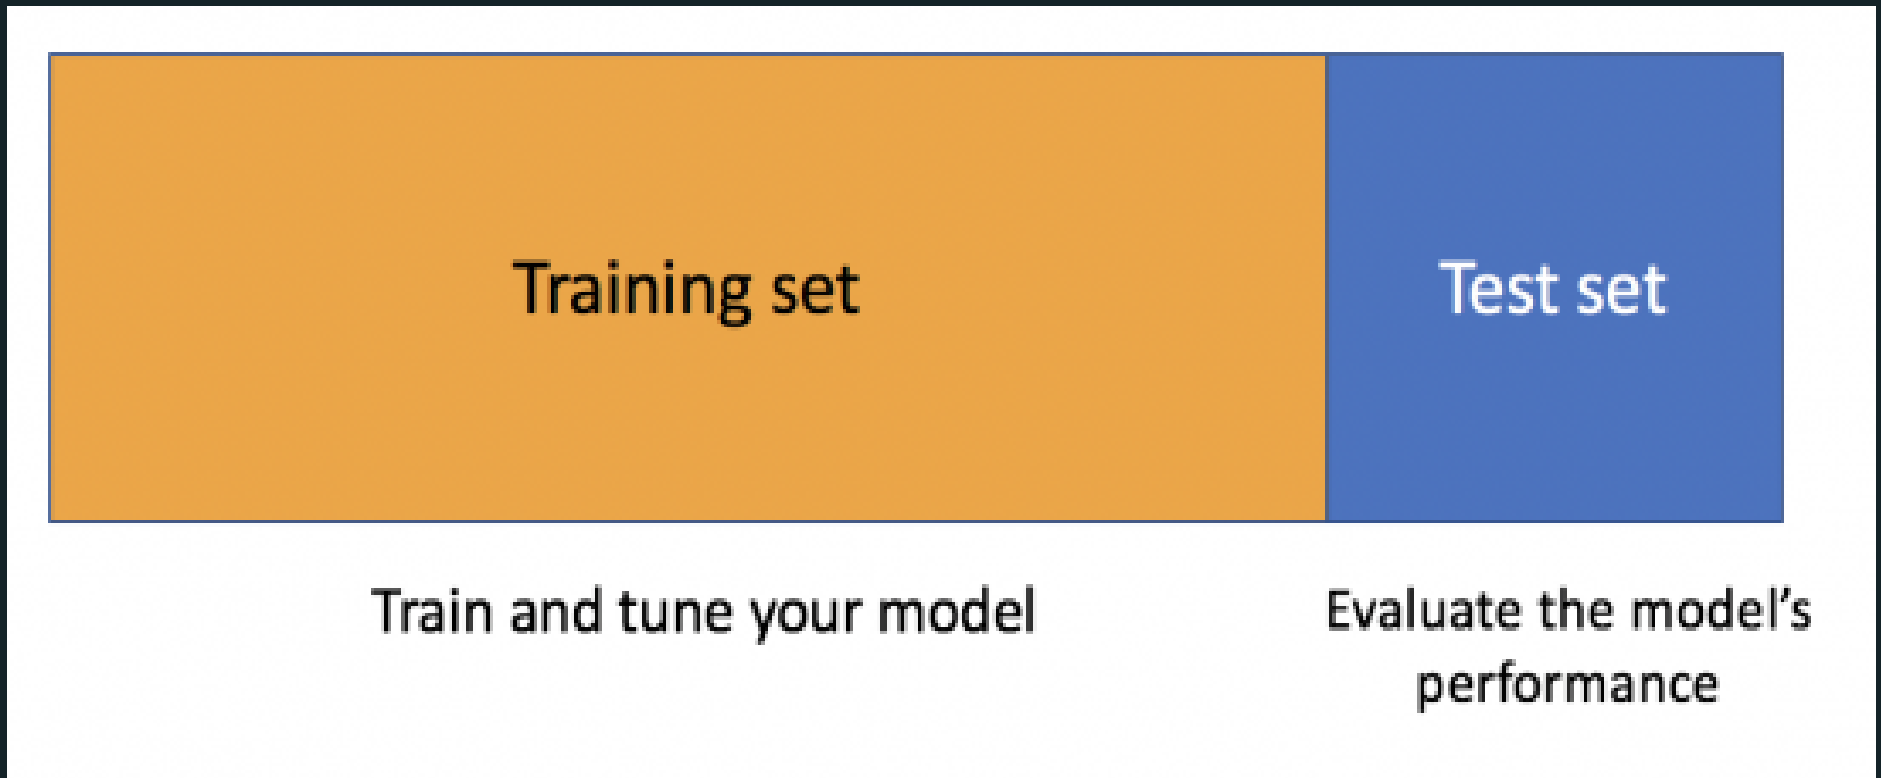 Training set
Test set
Train and tune your model
Evaluate the model’s
performance